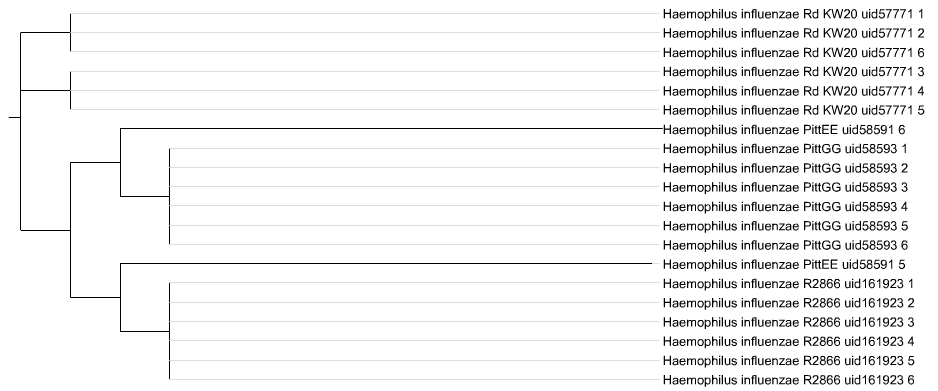 Haemophilus influenzae Rd KW20 uid57771 1
Haemophilus influenzae Rd KW20 uid57771 2
Haemophilus influenzae Rd KW20 uid57771 6
Haemophilus influenzae Rd KW20 uid57771 3
Haemophilus influenzae Rd KW20 uid57771 4
Haemophilus influenzae Rd KW20 uid57771 5
Haemophilus influenzae PittEE uid58591 6
Haemophilus influenzae PittGG uid58593 1
Haemophilus influenzae PittGG uid58593 2
Haemophilus influenzae PittGG uid58593 3
Haemophilus influenzae PittGG uid58593 4
Haemophilus influenzae PittGG uid58593 5
Haemophilus influenzae PittGG uid58593 6
Haemophilus influenzae PittEE uid58591 5
Haemophilus influenzae R2866 uid161923 1
Haemophilus influenzae R2866 uid161923 2
Haemophilus influenzae R2866 uid161923 3
Haemophilus influenzae R2866 uid161923 4
Haemophilus influenzae R2866 uid161923 5
Haemophilus influenzae R2866 uid161923 6